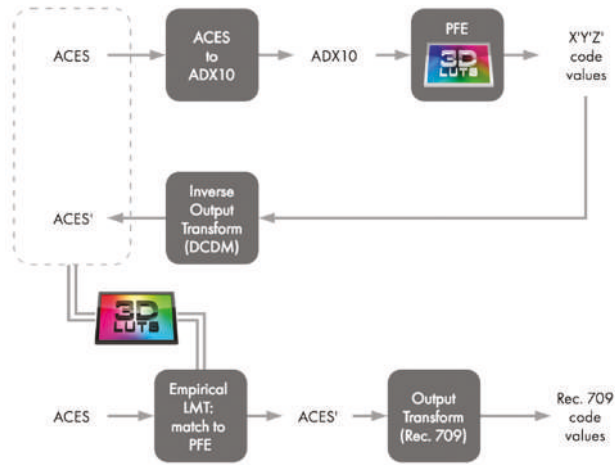 ACES
ACES
to
ADX10
ADX10
PFE
3D
LUTS
X'Y'Z'
code
values
ACES'
Inverse
Output
Transform
(DCDM)
3D
LUTS
ACES
Empirical
LMT:
match to
PFE
ACES'
Output
Transform
(Rec. 709)
Rec. 709
code
values